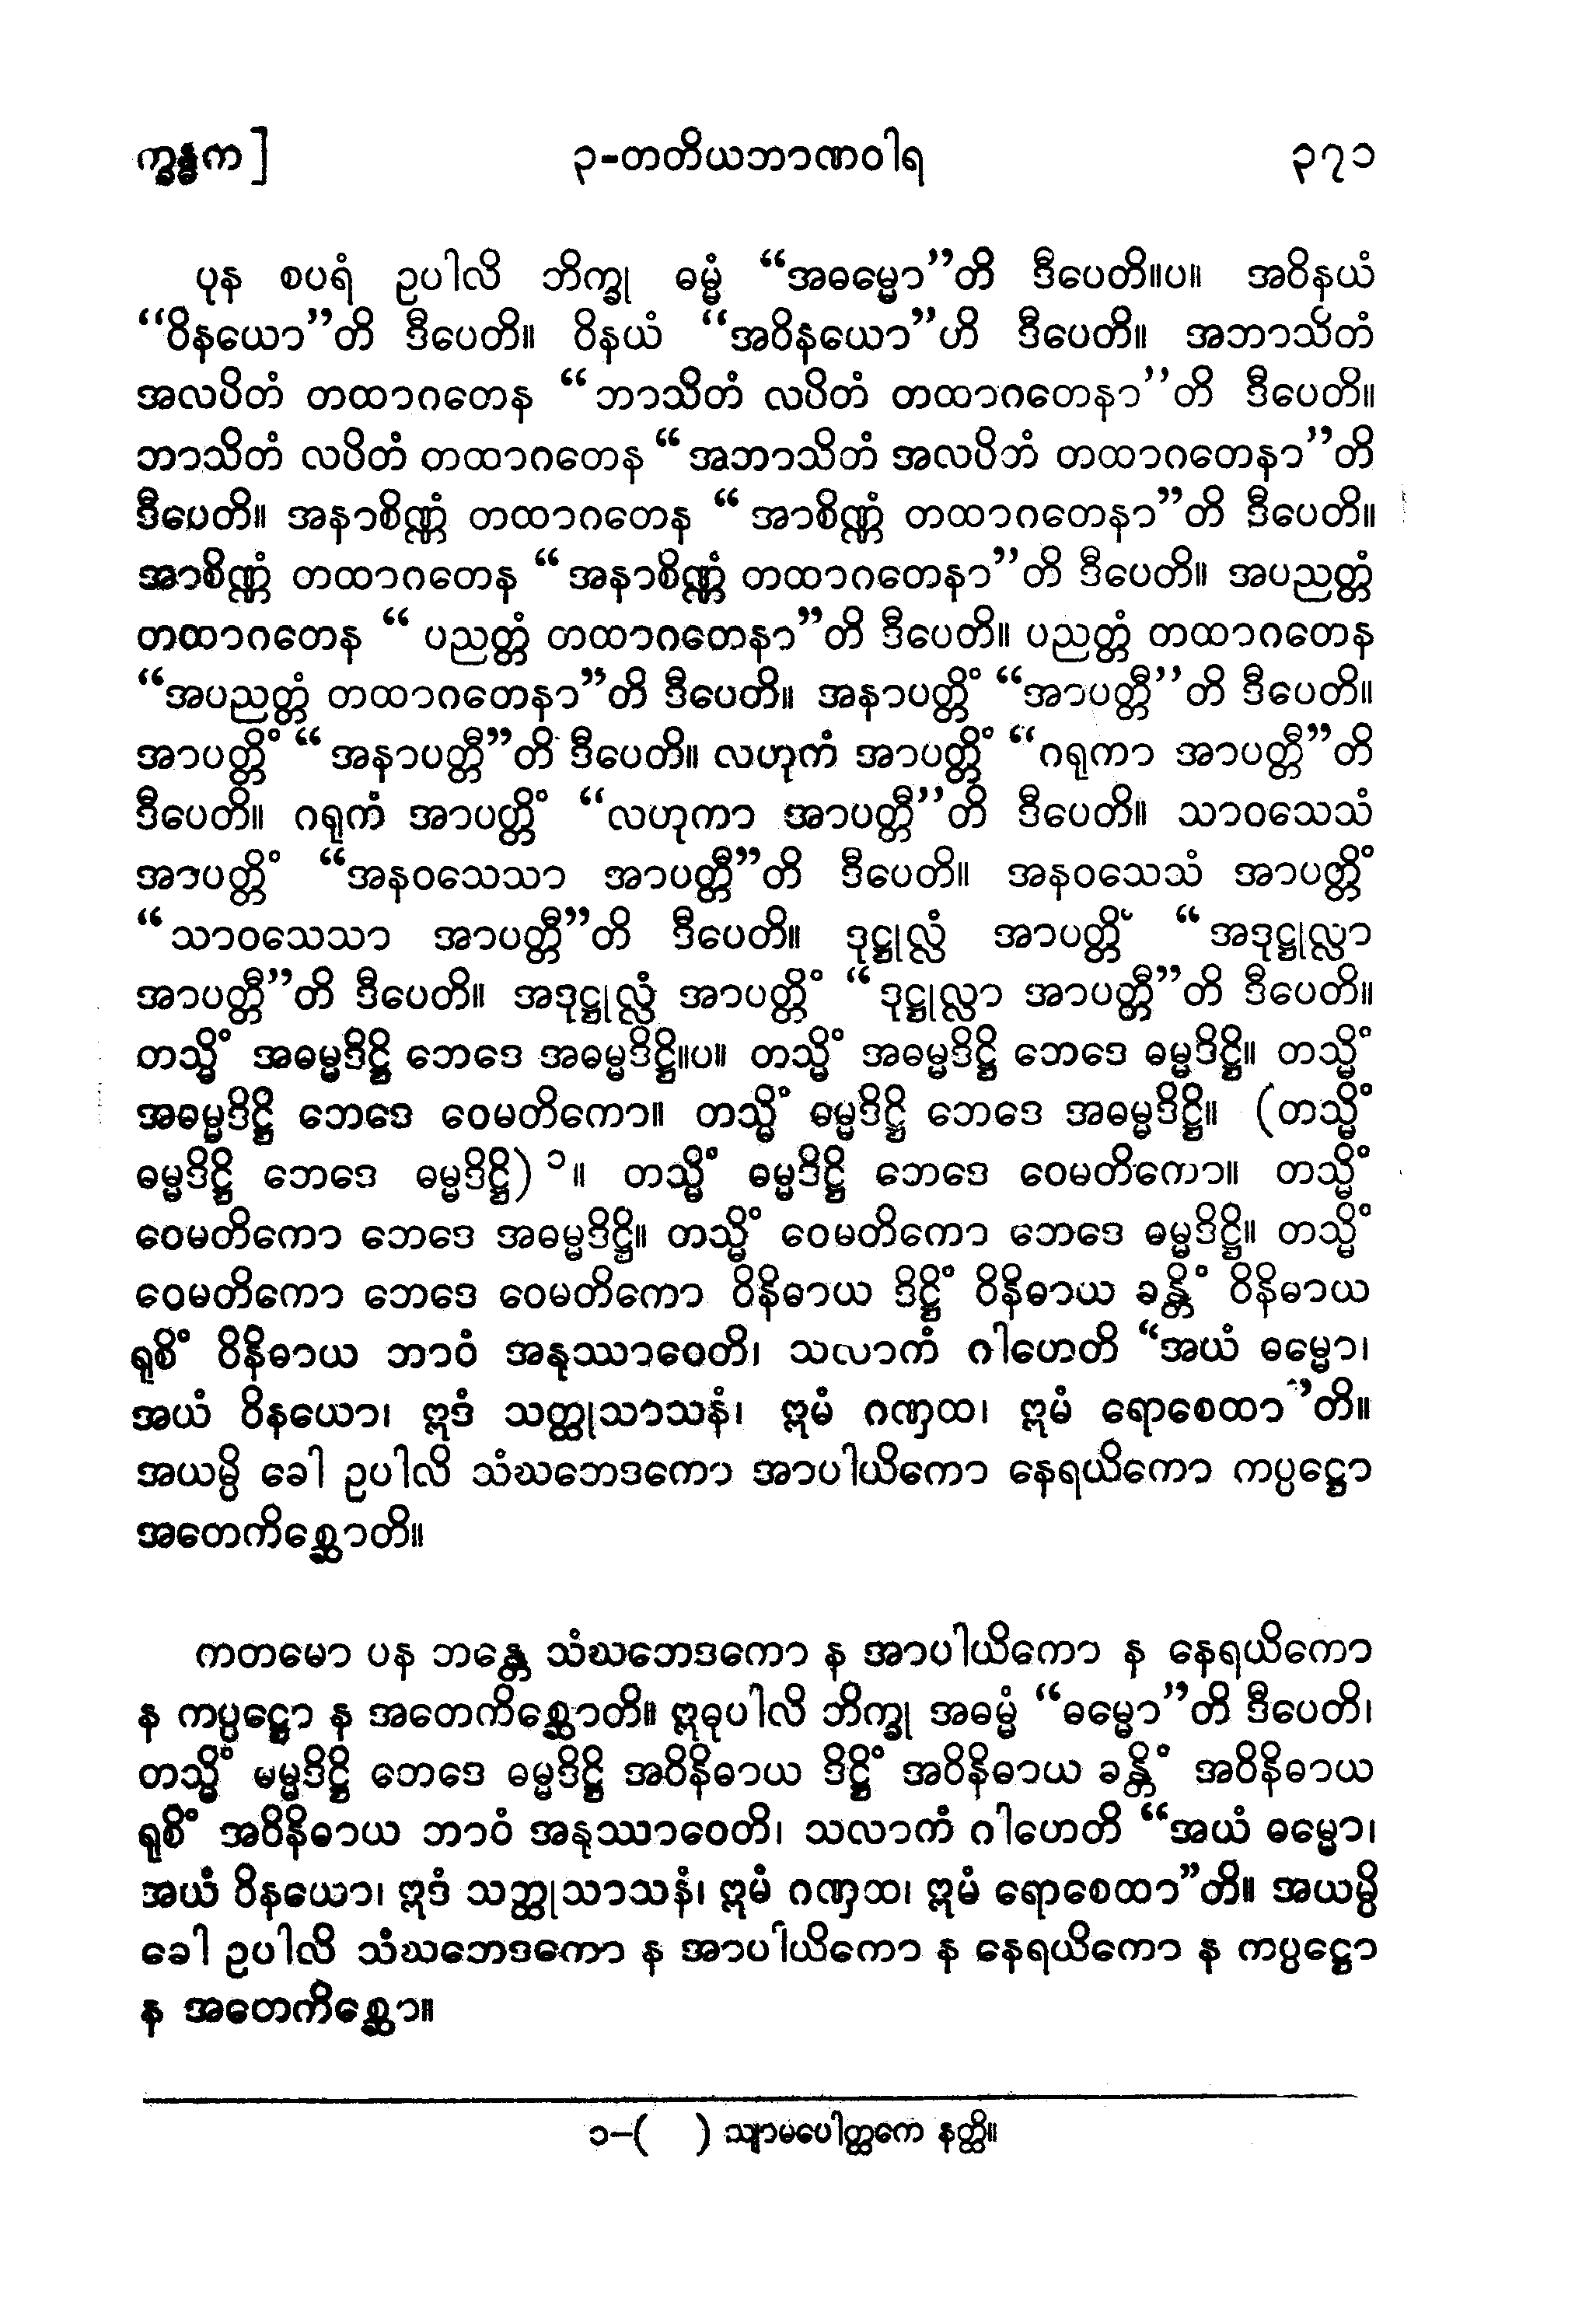 က္ခန္ဓက]
၃-တတိယဘာဏဝါရ
၃၇၁
ပုန စပရံ ဥပါလိ ဘိက္ခု ဓမ္မံ “အဓမ္မော”တိ ဒီပေတိ။ပ။ အဝိနယံ
“ဝိနယော”တိ ဒီပေတိ။ ဝိနယံ “အဝိနယော”ဟိ ဒီပေတိ။ အဘာသိတံ
အလပိတံ တထာဂတေန “ဘာသိတံ လပိတံ တထာဂတေနာ”တိ ဒီပေတိ။
ဘာသိတံ လပိတံ တထာဂတေန “အဘာသိတံ အလပိဘံ တထာဂတေနာ”တိ
ဒီပေတိ။ အနာစိဏ္ဏံ တထာဂတေန “အာစိဏ္ဏံ တထာဂတေနာ”တိ ဒီပေတိ။
အာစိဏ္ဏံ တထာဂတေန “အနာစိဏ္ဏံ တထာဂတေနာ”တိ ဒီပေတိ။ အပညတ္တံ
တထာဂတေန “ပညတ္တံ တထာဂတေနာ”တိ ဒီပေတိ။ ပညတ္တံ တထာဂတေန
“အပညတ္တံ တထာဂတေနာ”တိ ဒီပေတိ။ အနာပတ္တိံ “အာပတ္တီ”တိ ဒီပေတိ။
အာပတ္တိံ “အနာပတ္တီ”တိ ဒီပေတိ။ လဟုကံ အာပတ္တိံ “ဂရုကာ အာပတ္တီ”တိ
ဒီပေတိ။ ဂရုကံ အာပတ္တိံ “လဟုကာ အာပတ္တီ”တိ ဒီပေတိ။ သာဝသေသံ
အာပတ္တိံ “အနဝသေသာ အာပတ္တီ”တိ ဒီပေတိ။ အနဝသေသံ အာပတ္တိံ
“သာဝသေသာ အာပတ္တီ”တိ ဒီပေတိ။ ဒုဋ္ဌုလ္လံ အာပတ္တိံ “အဒုဋ္ဌုလ္လာ
အာပတ္တီ”တိ ဒီပေတိ။ အဒုဋ္ဌုလ္လံ အာပတ္တိံ “ဒုဋ္ဌုလ္လာ အာပတ္တီ”တိ ဒီပေတိ။
တသ္မိံ အဓမ္မဒိဋ္ဌိ ဘေဒေ အဓမ္မဒိဋ္ဌိ။ပ။ တသ္မိံ အဓမ္မဒိဋ္ဌိ ဘေဒေ ဓမ္မဒိဋ္ဌိ။ တသ္မိံ
အဓမ္မဒိဋ္ဌိ ဘေဒေ ဝေမတိကော။ တသ္မိံ ဓမ္မဒိဋ္ဌိ ဘေဒေ အဓမ္မဒိဋ္ဌိ။ (တသ္မိံ
ဓမ္မဒိဋ္ဌိ ဘေဒေ ဓမ္မဒိဋ္ဌိ)၁။ တသ္မိံ ဓမ္မဒိဋ္ဌိ ဘေဒေ ဝေမတိကော။ တသ္မိံ
ဝေမတိကော ဘေဒေ အဓမ္မဒိဋ္ဌိ။ တသ္မိံ ဝေမတိကော ဘေဒေ ဓမ္မဒိဋ္ဌိ။ တသ္မိံ
ဝေမတိကော ဘေဒေ ဝေမတိကော ဝိနိဓာယ ဒိဋ္ဌိံ ဝိနိဓာယ ခန္တိံ ဝိနိဓာယ
ရုစိံ ဝိနိဓာယ ဘာဝံ အနုဿာဝေတိ၊ သလာကံ ဂါဟေတိ “အယံ ဓမ္မော၊
အယံ ဝိနယော၊ ဣဒံ သတ္ထုသာသနံ၊ ဣမံ ဂဏှထ၊ ဣမံ ရောစေထာ”တိ။
အယမ္ပိ ခေါ ဥပါလိ သံဃဘေဒကော အာပါယိကော နေရယိကော ကပ္ပဋ္ဌော
အတေကိစ္ဆောတိ။
ကတမော ပန ဘန္တေ သံဃဘေဒကော န အာပါယိကော န နေရယိကော
န ကပ္ပဋ္ဌော န အတေကိစ္ဆောတိ။ ဣဓုပါလိ ဘိက္ခု အဓမ္မံ “ဓမ္မော”တိ ဒီပေတိ၊
တသ္မိံ မမ္မဒိဋ္ဌိ ဘေဒေ ဓမ္မဒိဋ္ဌိ အဝိနိဓာယ ဒိဋ္ဌိံ အဝိနိဓာယ ခန္တိံ အဝိနိဓာယ
ရုစိံ အဝိနိဓာယ ဘာဝံ အနုဿာဝေတိ၊ သလာကံ ဂါဟေတိ “အယံ ဓမ္မော၊
အယံ ဝိနယော၊ ဣဒံ သတ္ထုသာသနံ၊ ဣမံ ဂဏှထ၊ ဣမံ ရောစေထာ”တိ။ အယမ္ပိ
ခေါ ဥပါလိ သံဃဘေဒကော န အာပါယိကော န နေရယိကော န ကပ္ပဋ္ဌော
န အတေကိစ္ဆော။
၁-( ) သျာမပေါတ္ထကေ နတ္ထိ။